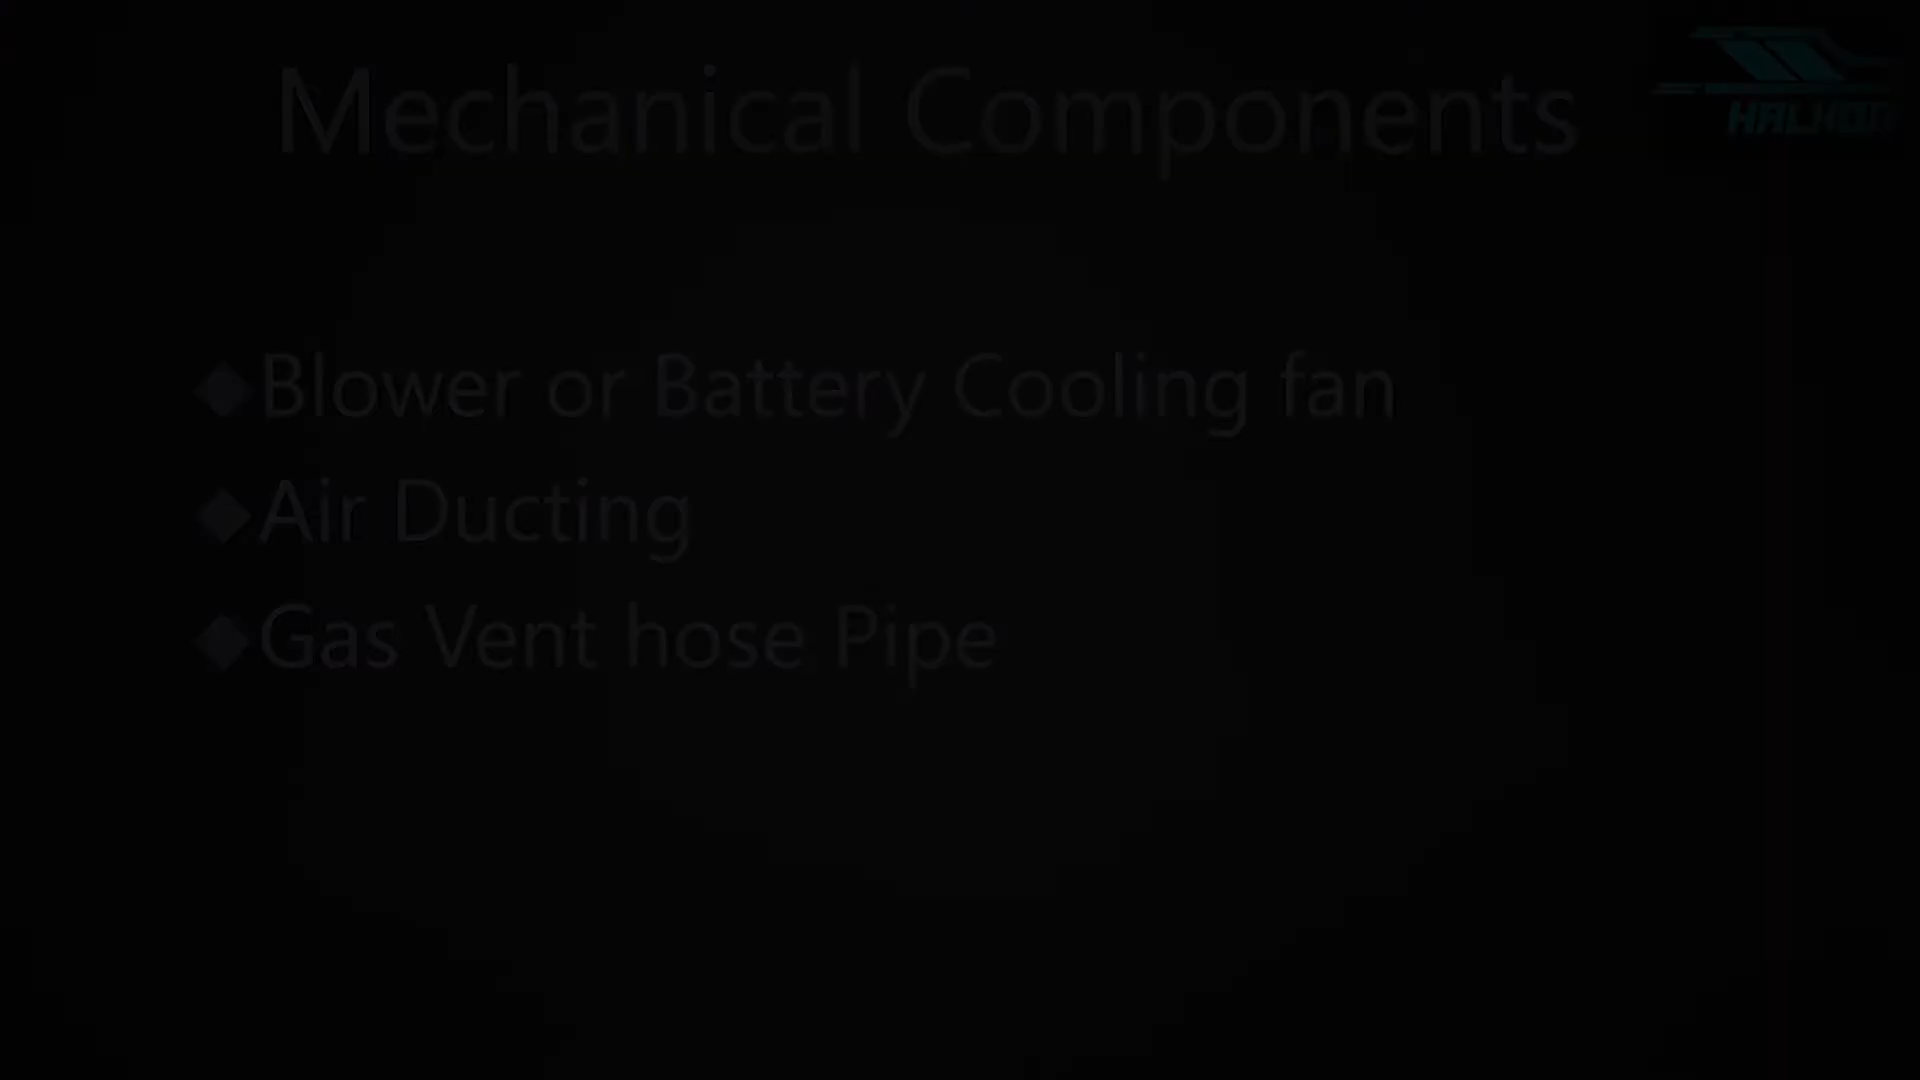 Mechanical Components
Blower or Battery Cooling fan
Air Ducting
Gas Vent hose Pipe